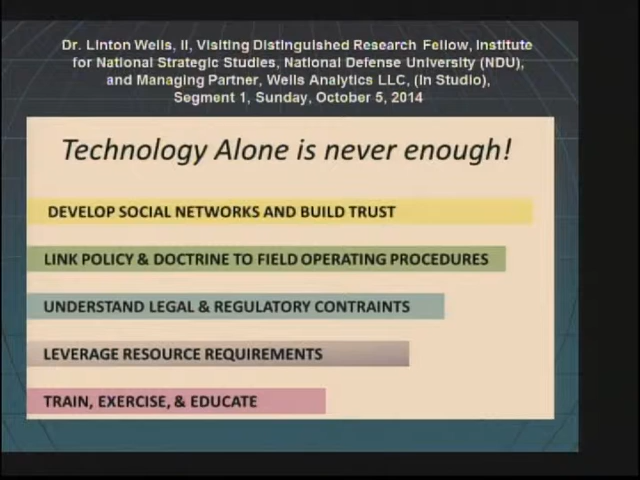 Dr. Linton Wells, II, Visiting Distinguished Research Fellow, Institute
for National Strategic Studies, National Defense University (NDU),
and Managing Partner, Wells Analytics LLC, (In Studio),
Segment 1, Sunday, October 5, 2014
Technology Alone is never enough!
DEVELOP SOCIAL NETWORKS AND BUILD TRUST
LINK POLICY & DOCTRINE TO FIELD OPERATING PROCEDURES
UNDERSTAND LEGAL & REGULATORY CONTRAINTS
LEVERAGE RESOURCE REQUIREMENTS
TRAIN, EXERCISE, & EDUCATE